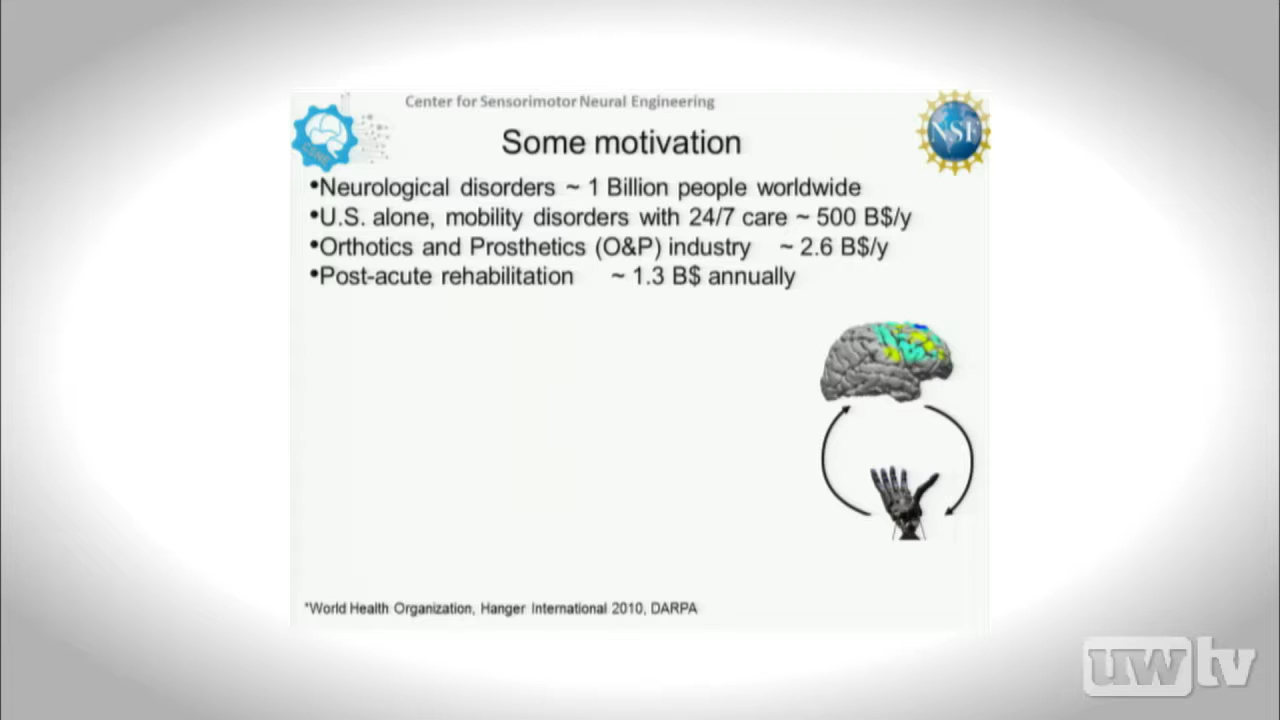 Center for Sensorimotor Neural Engineering
CSNE
NSF
Some motivation
•Neurological disorders ~ 1 Billion people worldwide
•U.S. alone, mobility disorders with 24/7 care ~ 500 B$/y
•Orthotics and Prosthetics (O&P) industry ~ 2.6 B$/y
•Post-acute rehabilitation ~ 1.3 B$ annually
*World Health Organization, Hanger International 2010, DARPA
uwtv